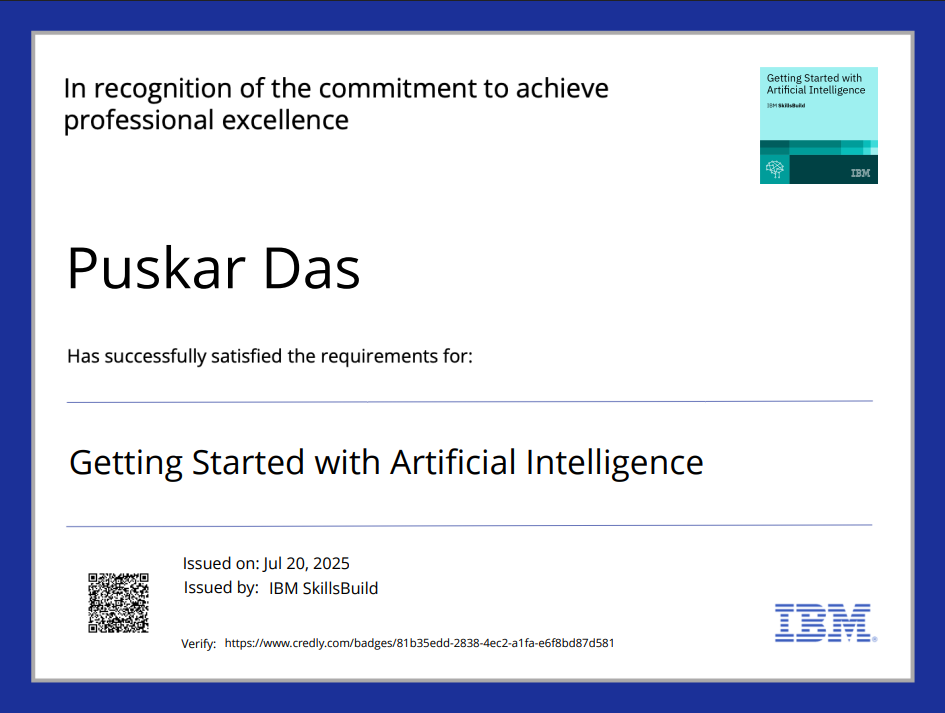 In recognition of the commitment to achieve
professional excellence
Getting Started with
Artificial Intelligence
IBM SkillsBuild
IBM
Puskar Das
Has successfully satisfied the requirements for:
Getting Started with Artificial Intelligence
Issued on: Jul 20, 2025
Issued by: IBM SkillsBuild
Verify: https://www.credly.com/badges/81b35edd-2838-4ec2-a1fa-e6f8bd87d581
IBM®